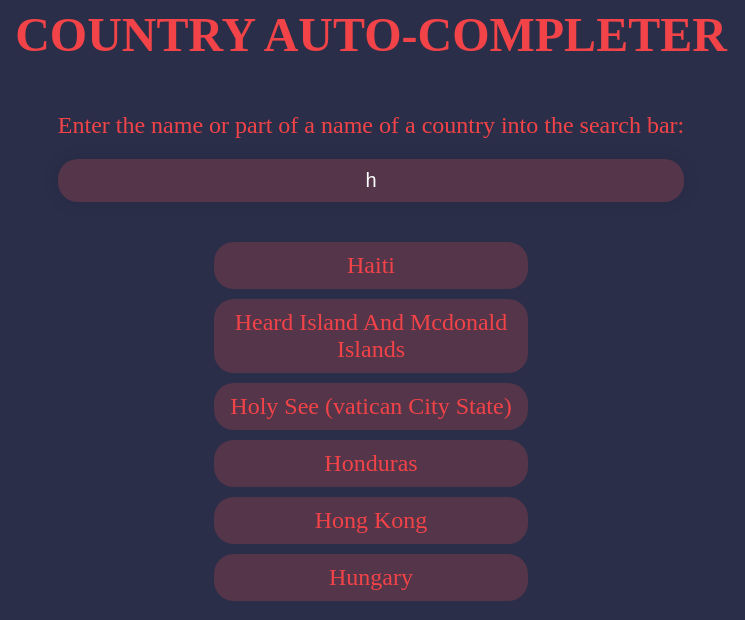 COUNTRY AUTO-COMPLETER
Enter the name or part of a name of a country into the search bar:
h
Haiti
Heard Island And Mcdonald
Islands
Holy See (vatican City State)
Honduras
Hong Kong
Hungary